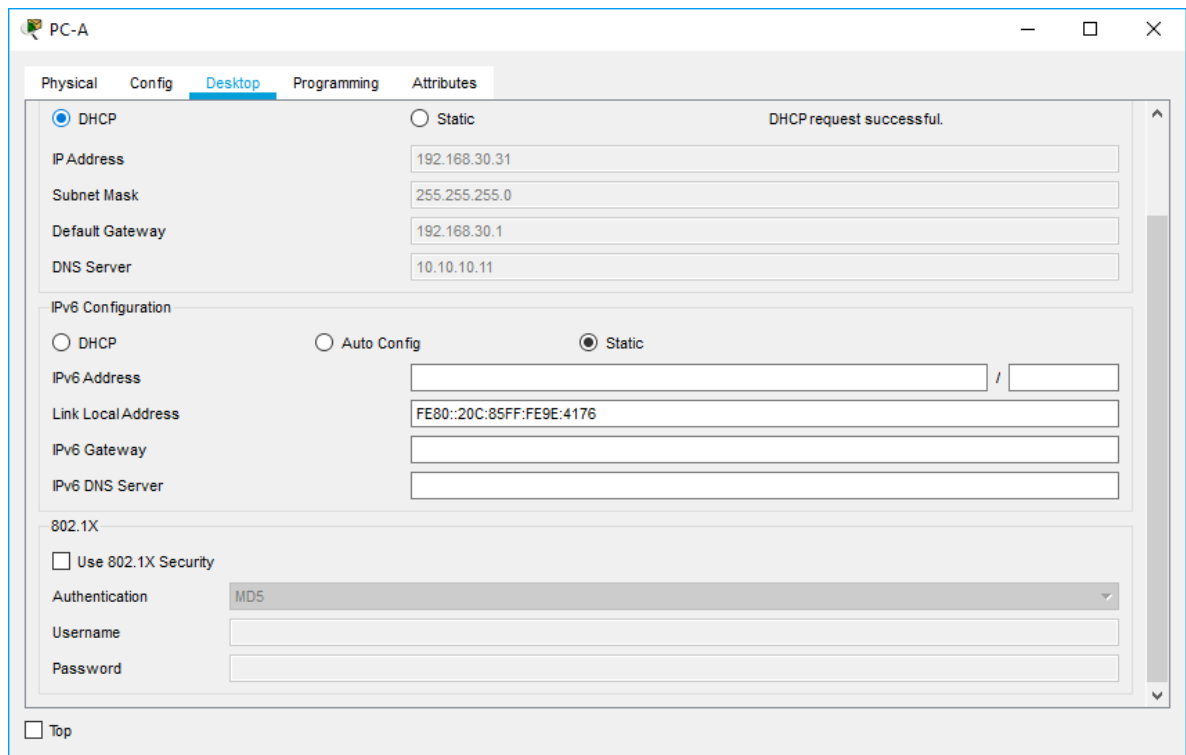 PC-A
Physical Config Desktop Programming Attributes
DHCP Static DHCP request successful.
IP Address 192.168.30.31
Subnet Mask 255.255.255.0
Default Gateway 192.168.30.1
DNS Server 10.10.10.11
IPv6 Configuration
DHCP Auto Config Static
IPv6 Address /
Link Local Address FE80::20C:85FF:FE9E:4176
IPv6 Gateway
IPv6 DNS Server
802.1X
Use 802.1X Security
Authentication MD5
Username
Password
Top